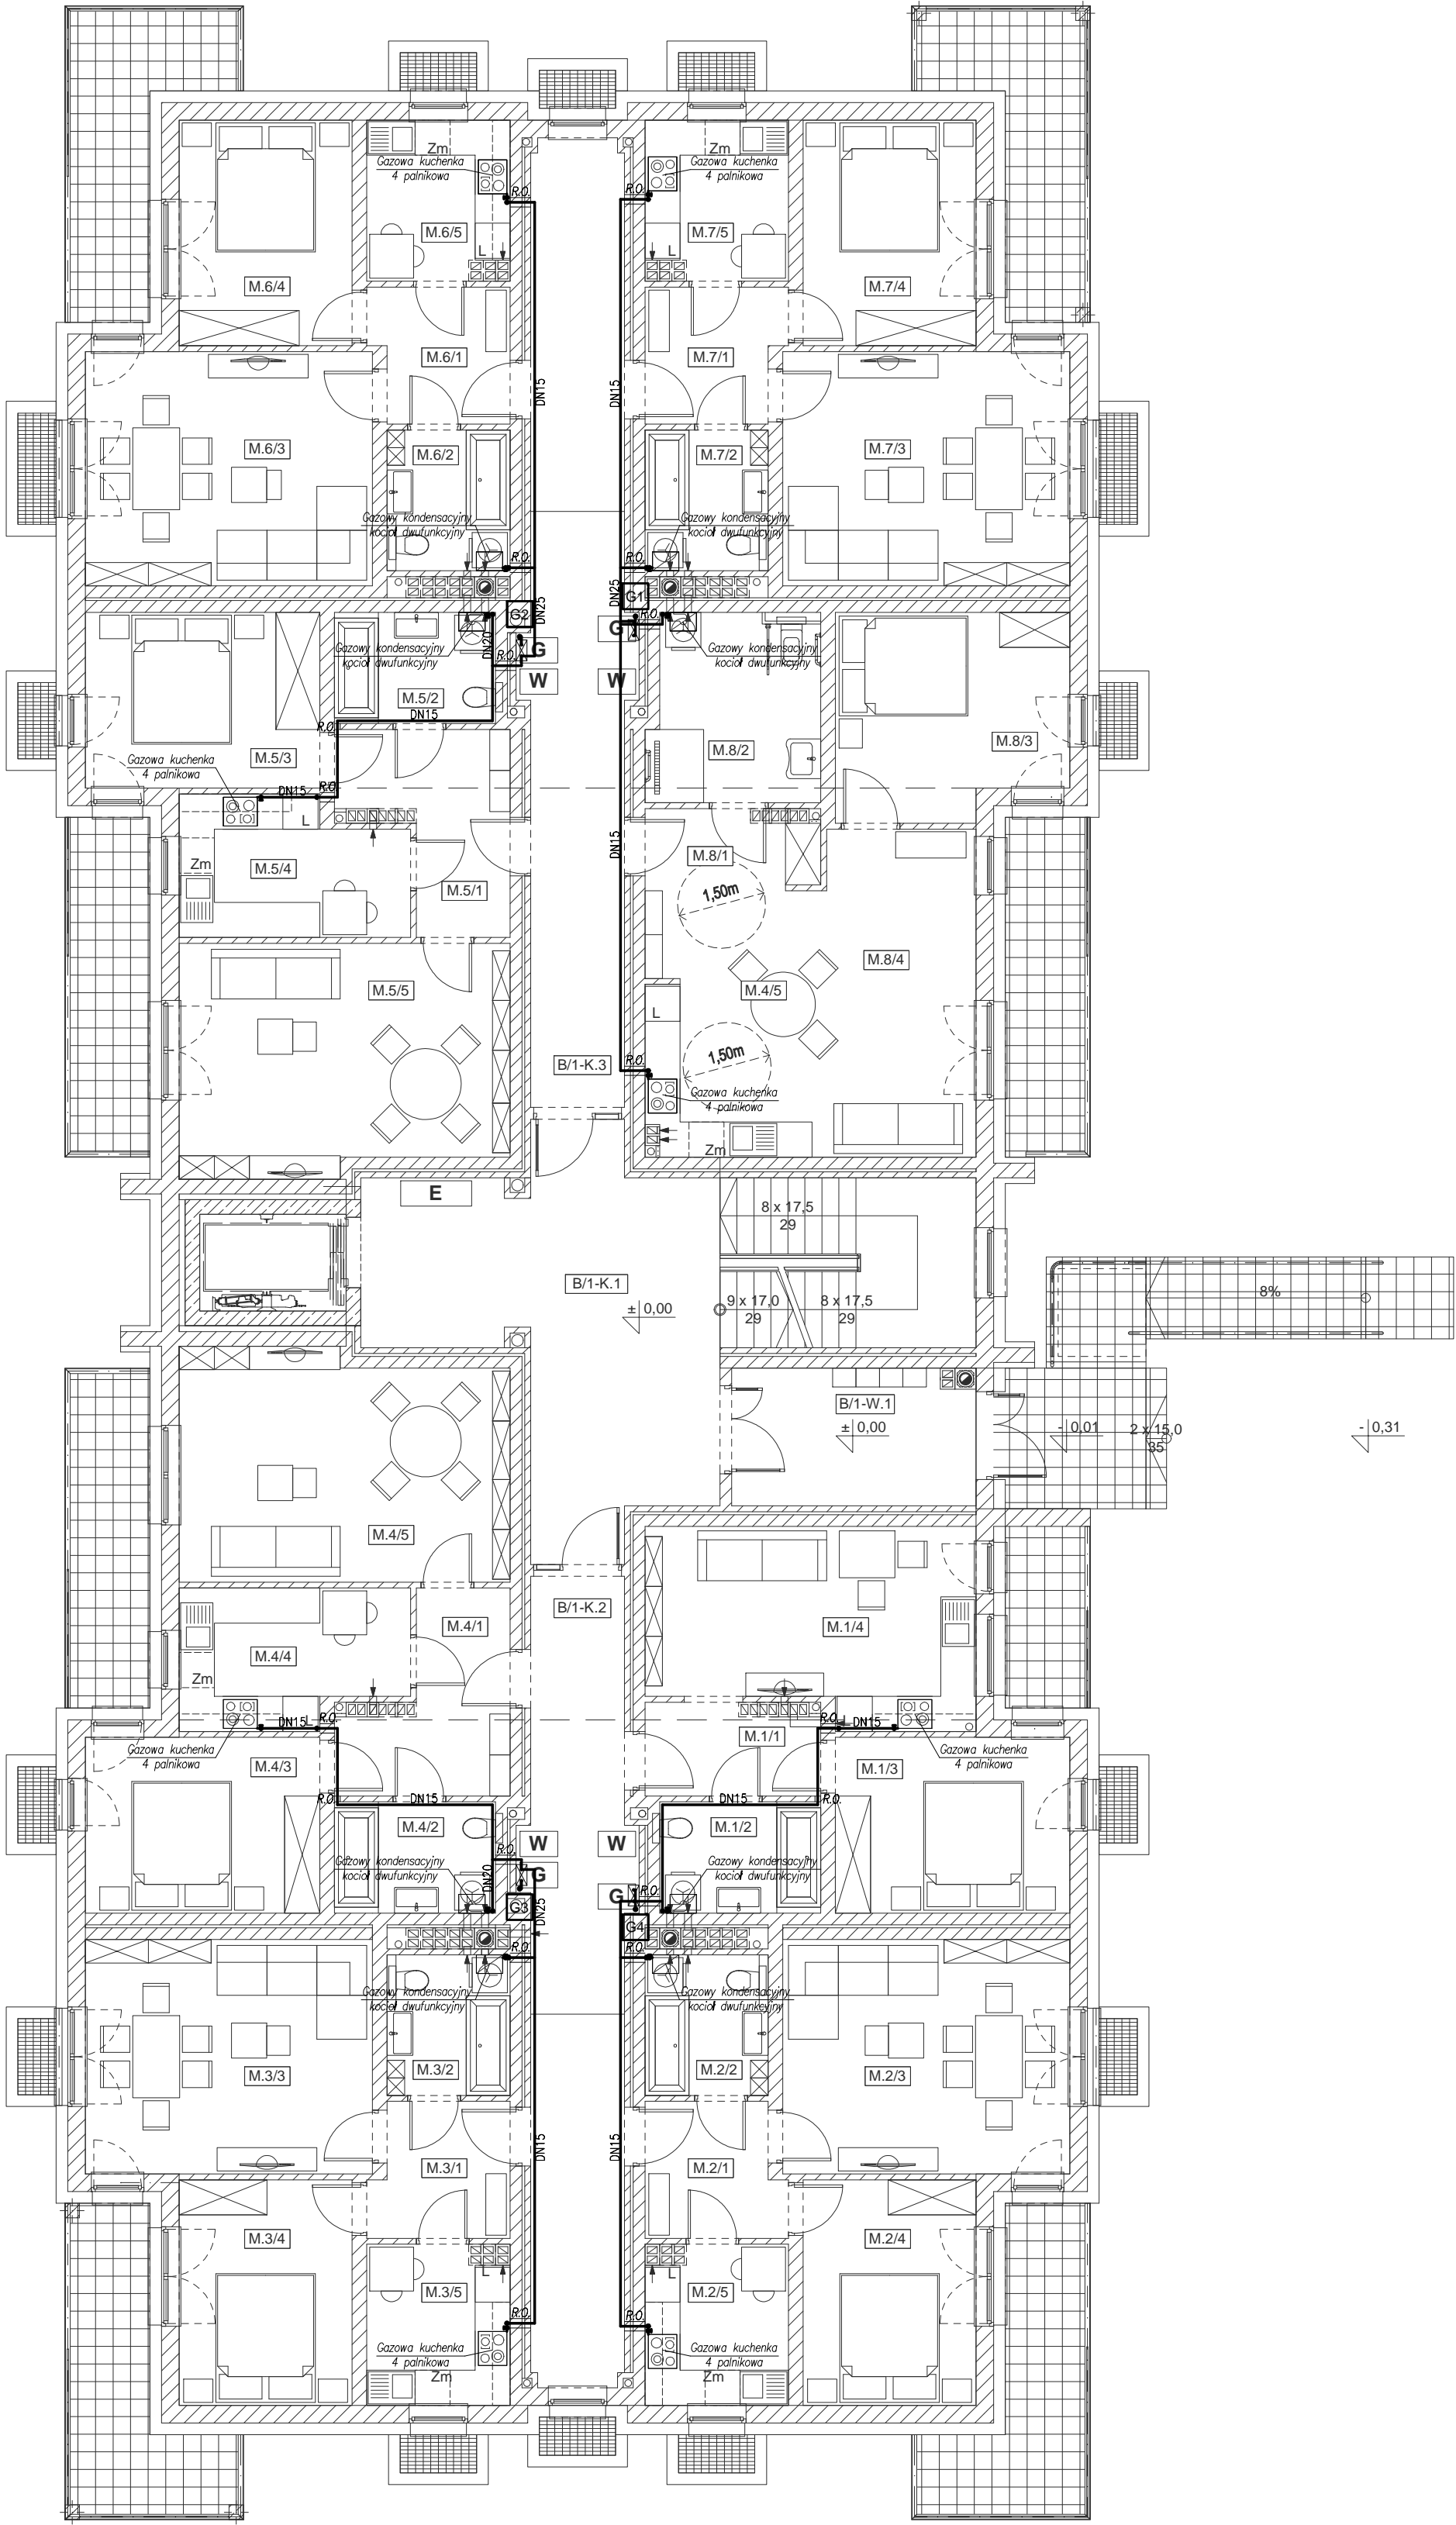 Zm
Zm
Gazowa kuchenka
4 palnikowa
Gazowa kuchenka
4 palnikowa
R.O.
R.O.
M.6/5
M.7/5
L
L
M.6/4
M.7/4
M.6/1
M.7/1
DN15
DN15
M.6/3
M.6/2
M.7/2
M.7/3
Gazowy kondensacyjny
kocioł dwufunkcyjny
Gazowy kondensacyjny
kocioł dwufunkcyjny
R.O.
R.O.
DN25
DN25
G2
G1
R.O.
G
G
DN20
Gazowy kondensacyjny
kocioł dwufunkcyjny
R.O.
Gazowy kondensacyjny
kocioł dwufunkcyjny
W
W
M.5/2
DN15
R.O.
M.5/3
M.8/2
M.8/3
Gazowa kuchenka
4 palnikowa
DN15
R.O.
L
DN15
Zm
M.5/4
M.5/1
M.8/1
1,50m
M.5/5
M.8/4
M.4/5
L
1,50m
B/1-K.3
R.O.
Gazowa kuchenka
4 palnikowa
Zm
E
8 x 17,5
29
B/1-K.1
± 0,00
9 x 17,0
29
8 x 17,5
29
8%
B/1-W.1
± 0,00
- 0,01
2 x 15,0
35
- 0,31
M.4/5
B/1-K.2
M.4/1
M.1/4
M.4/4
Zm
DN15
L
R.O.
M.1/1
R.O.
L
DN15
Gazowa kuchenka
4 palnikowa
M.4/3
M.1/3
Gazowa kuchenka
4 palnikowa
R.O.
DN15
DN15
R.O.
M.4/2
M.1/2
W
W
R.O.
Gazowy kondensacyjny
kocioł dwufunkcyjny
DN20
G
Gazowy kondensacyjny
kocioł dwufunkcyjny
G
R.O.
G3
DN25
G4
R.O.
R.O.
Gazowy kondensacyjny
kocioł dwufunkcyjny
Gazowy kondensacyjny
kocioł dwufunkcyjny
M.3/3
M.3/2
M.2/2
M.2/3
DN15
DN15
M.3/1
M.2/1
M.3/4
M.2/4
L
L
M.3/5
M.2/5
R.O.
R.O.
Gazowa kuchenka
4 palnikowa
Gazowa kuchenka
4 palnikowa
Zm
Zm